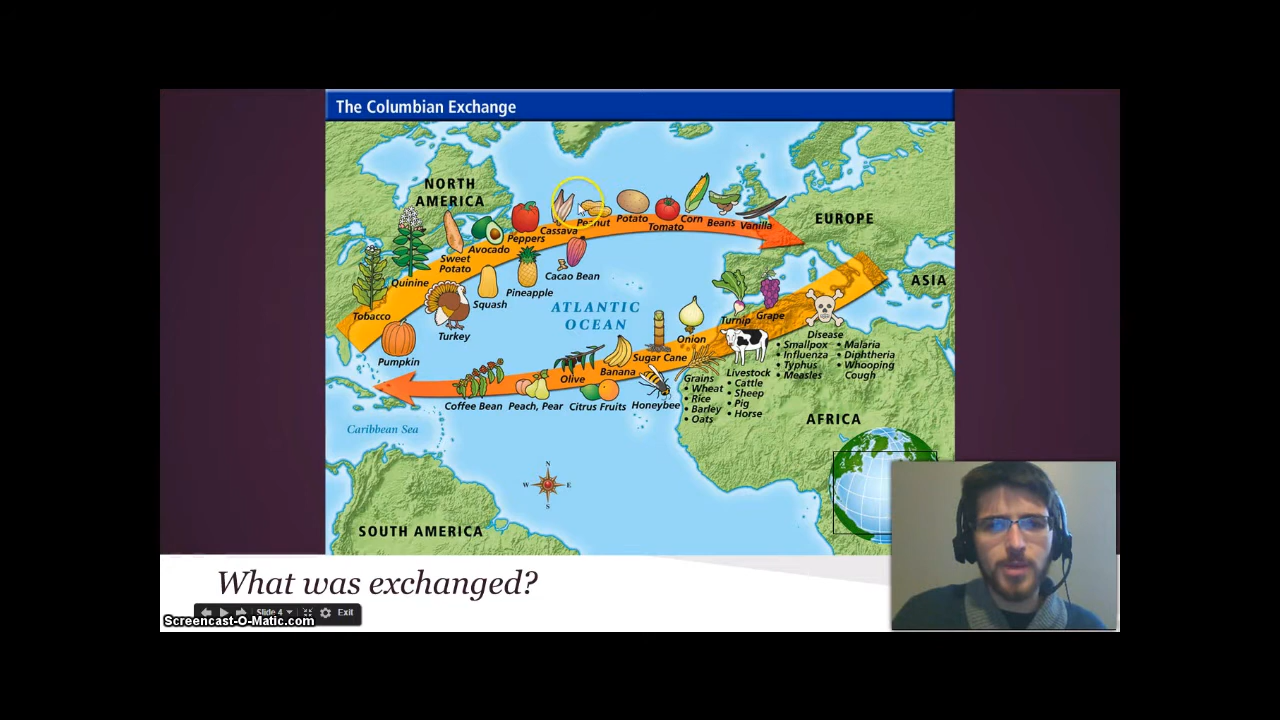 The Columbian Exchange
NORTH
AMERICA
EUROPE
ASIA
Quinine
Sweet
Potato
Avocado
Peppers
Cassava
Peanut
Potato
Tomato
Corn
Beans
Vanilla
Tobacco
Pumpkin
Turkey
Squash
Pineapple
Cacao Bean
ATLANTIC
OCEAN
Coffee Bean
Peach, Pear
Olive
Citrus Fruits
Banana
Honeybee
Sugar Cane
Onion
Turnip
Grape
Grains
• Wheat
• Rice
• Barley
• Oats
Livestock
• Cattle
• Sheep
• Pig
• Horse
Disease
• Smallpox
• Influenza
• Typhus
• Measles
• Malaria
• Diphtheria
• Whooping
Cough
AFRICA
Caribbean Sea
N
W
E
S
SOUTH AMERICA
What was exchanged?
Slide 4
Exit
Screencast-O-Matic.com